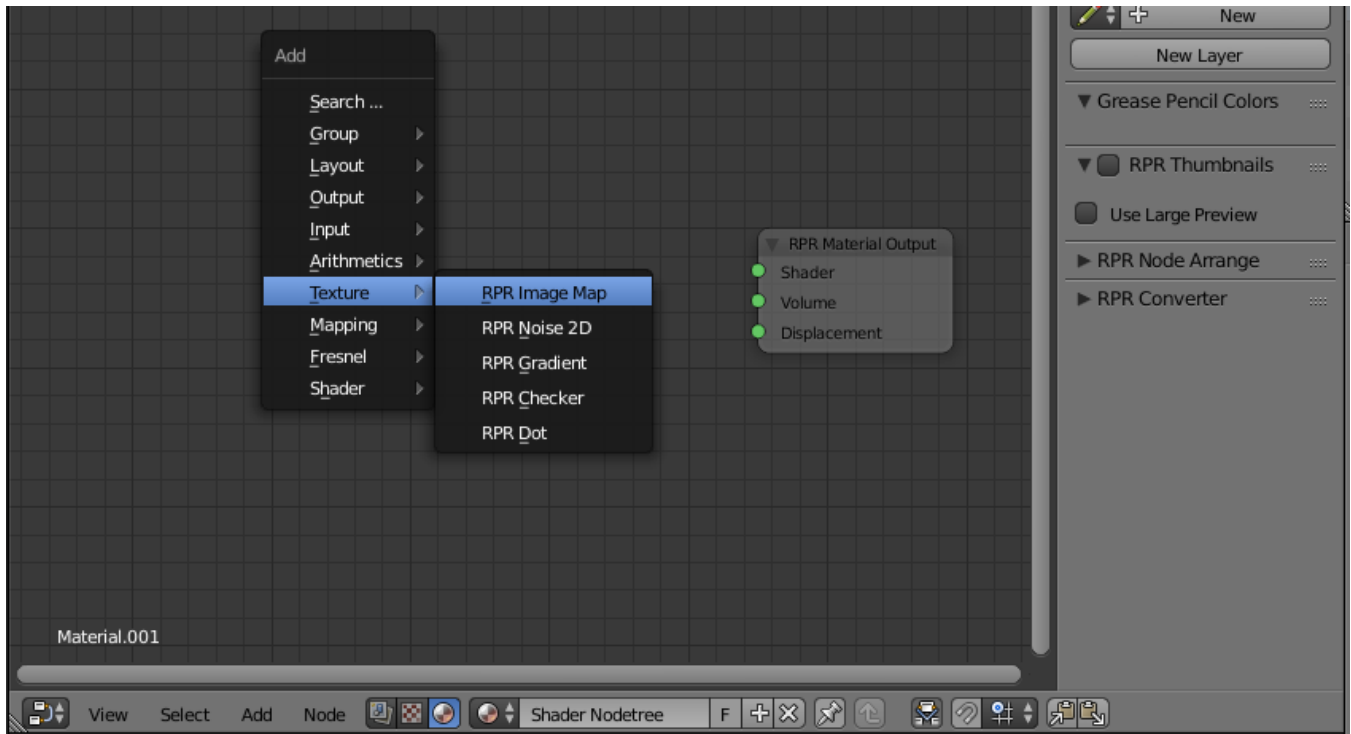 Add
Search ...
Group
Layout
Output
Input
Arithmetics
Texture
Mapping
Fresnel
Shader
RPR Image Map
RPR Noise 2D
RPR Gradient
RPR Checker
RPR Dot
RPR Material Output
Shader
Volume
Displacement
New
New Layer
Grease Pencil Colors
RPR Thumbnails
Use Large Preview
RPR Node Arrange
RPR Converter
Material.001
View Select Add Node Shader Nodetree F